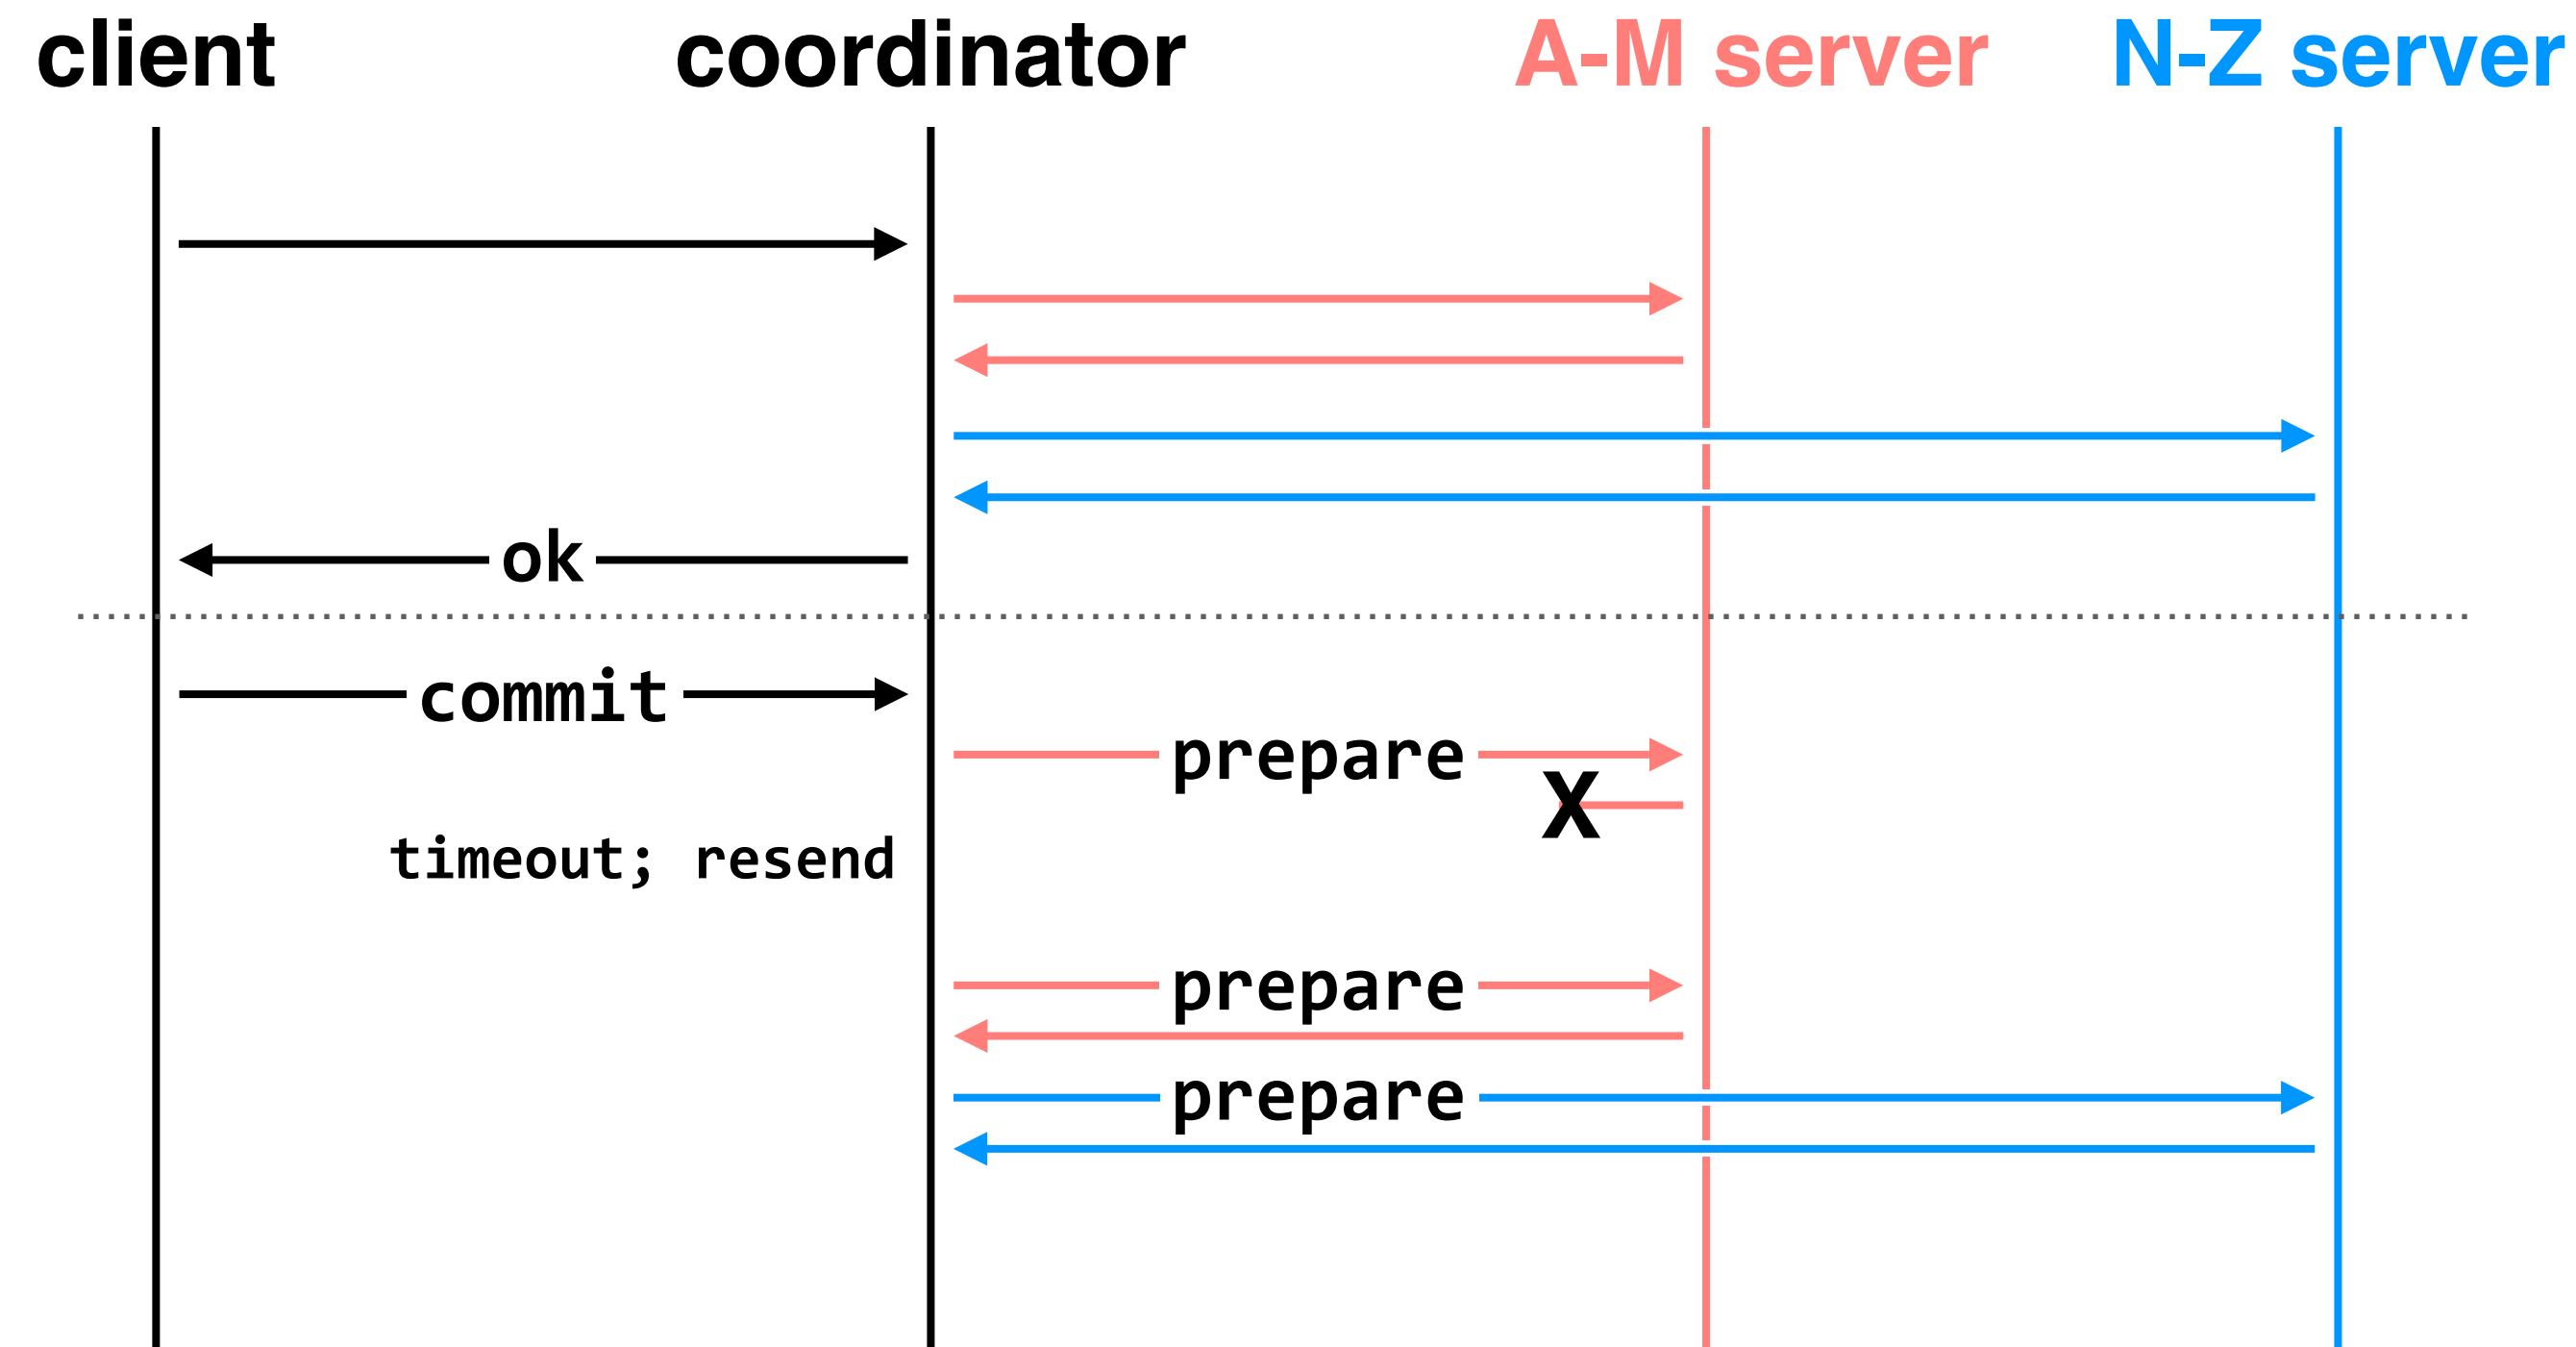 client coordinator A-M server N-Z server
ok
commit
prepare
X
timeout; resend
prepare
prepare